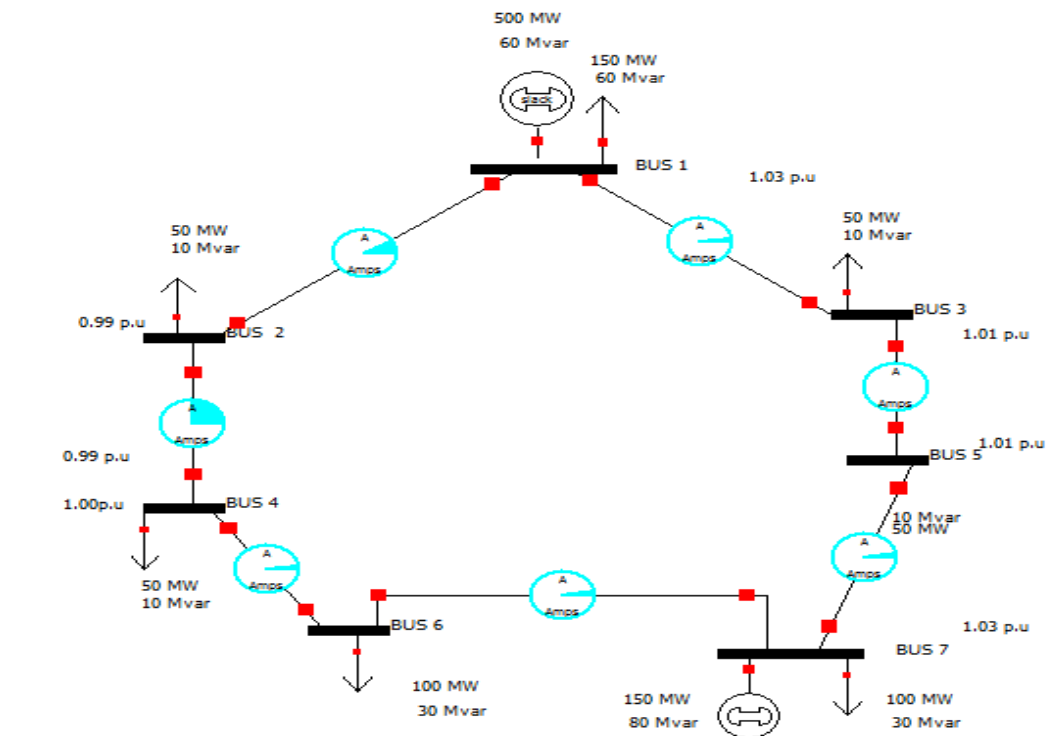 500 MW
60 Mvar
150 MW
60 Mvar
slack
BUS 1
1.03 p.u
50 MW
10 Mvar
A
Amps
A
Amps
50 MW
10 Mvar
0.99 p.u
BUS  2
BUS 3
1.01 p.u
A
Amps
A
Amps
0.99 p.u
1.01 p.u
BUS 5
1.00p.u
BUS 4
10 Mvar
50 MW
A
Amps
A
Amps
A
Amps
50 MW
10 Mvar
BUS 6
1.03 p.u
BUS 7
100 MW
30 Mvar
150 MW
80 Mvar
100 MW
30 Mvar